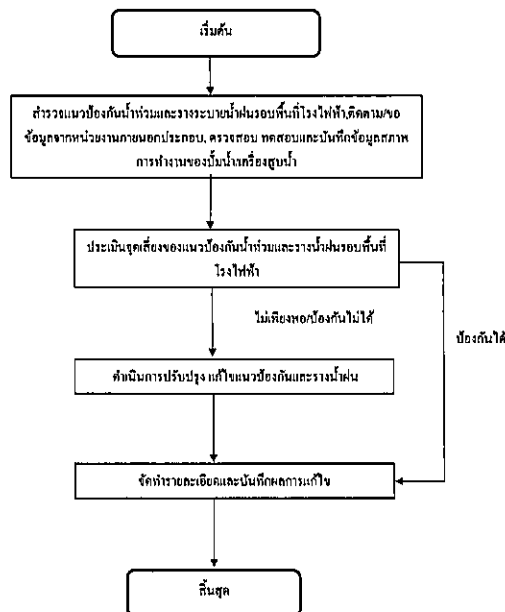 เริ่มต้น
สำรวจแนวป้องกันน้ำท่วมและรางระบายน้ำฝนรอบพื้นที่โรงไฟฟ้า,ติดตาม/ขอ
ข้อมูลจากหน่วยงานภายนอกประกอบ, ตรวจสอบ ทดสอบและบันทึกข้อมูลสภาพ
การทำงานของปั๊มน้ำ/เครื่องสูบน้ำ
ประเมินจุดเสี่ยงของแนวป้องกันน้ำท่วมและรางน้ำฝนรอบพื้นที่
โรงไฟฟ้า
ไม่เพียงพอ/ป้องกันไม่ได้
ป้องกันได้
ดำเนินการปรับปรุง แก้ไขแนวป้องกันและรางน้ำฝน
จัดทำรายละเอียดและบันทึกผลการแก้ไข
สิ้นสุด